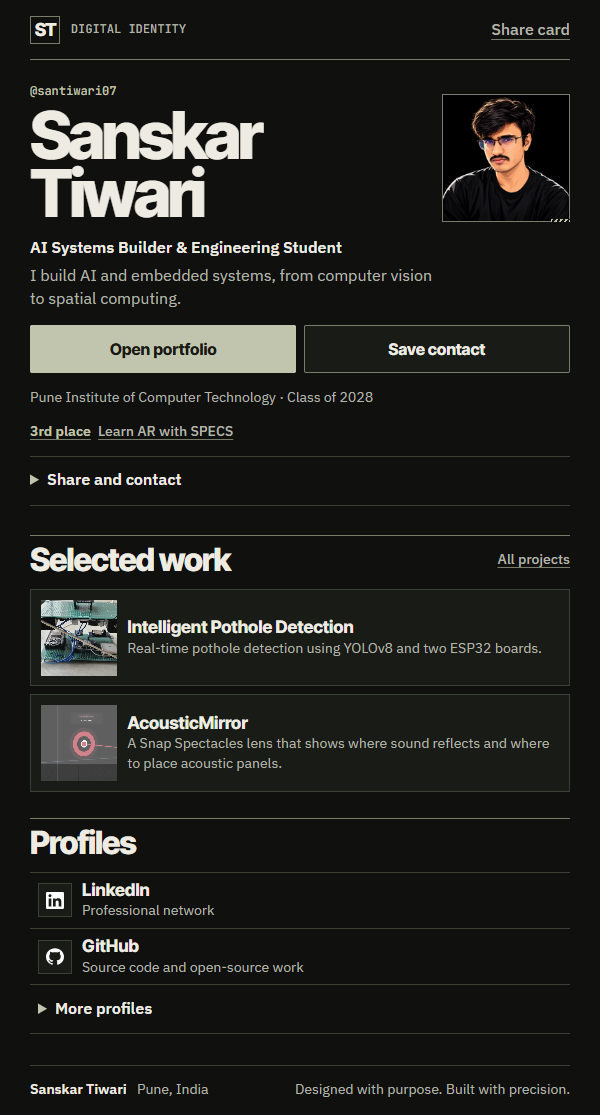 ST DIGITAL IDENTITY Share card
@santiwari07
Sanskar
Tiwari
AI Systems Builder & Engineering Student
I build AI and embedded systems, from computer vision
to spatial computing.
Open portfolio Save contact
Pune Institute of Computer Technology · Class of 2028
3rd place Learn AR with SPECS
Share and contact
Selected work All projects
Intelligent Pothole Detection
Real-time pothole detection using YOLOv8 and two ESP32 boards.
AcousticMirror
A Snap Spectacles lens that shows where sound reflects and where
to place acoustic panels.
Profiles
in LinkedIn
Professional network
GitHub
Source code and open-source work
More profiles
Sanskar Tiwari Pune, India Designed with purpose. Built with precision.